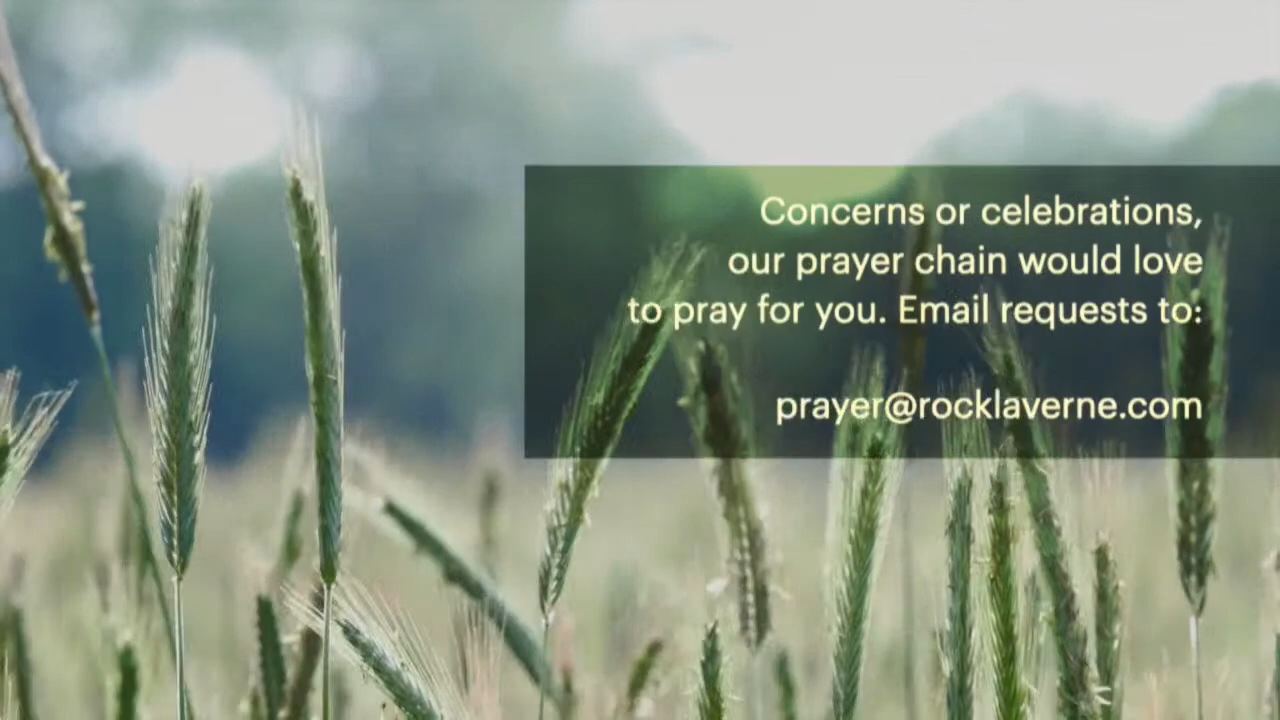 Concerns or celebrations,
our prayer chain would love
to pray for you. Email requests to:
prayer@rocklaverne.com